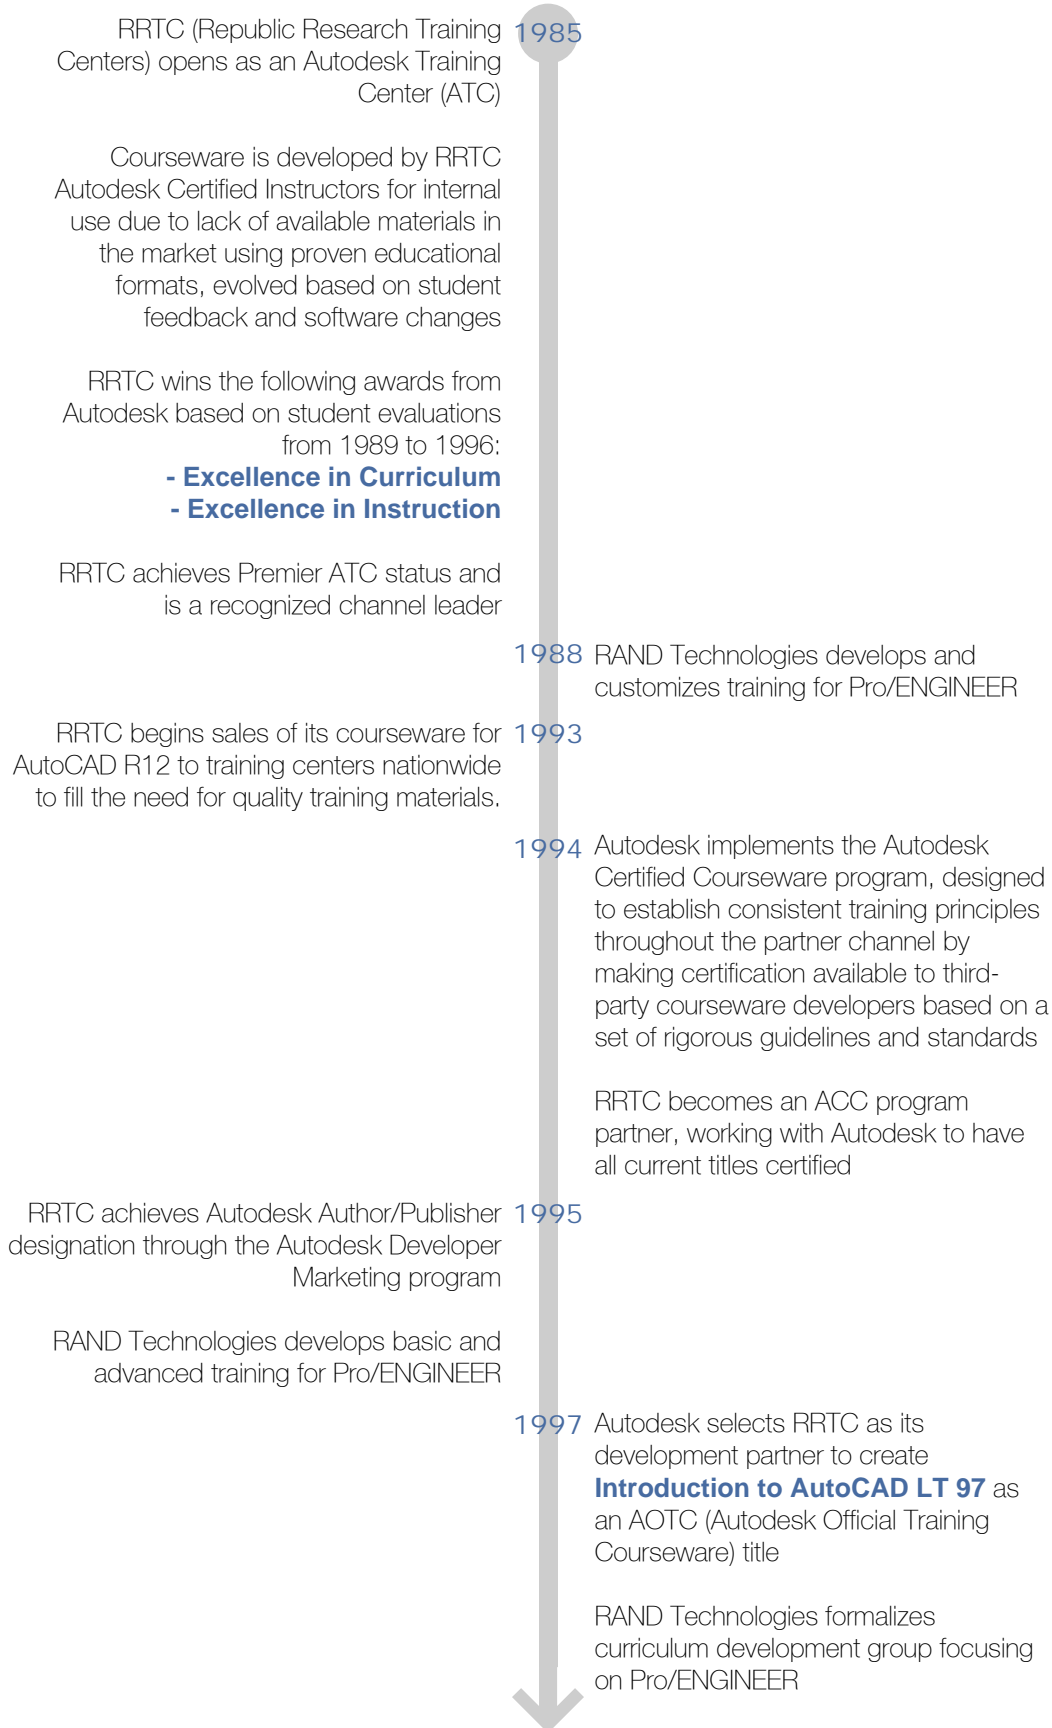 1985
RRTC (Republic Research Training
Centers) opens as an Autodesk Training
Center (ATC)
Courseware is developed by RRTC
Autodesk Certified Instructors for internal
use due to lack of available materials in
the market using proven educational
formats, evolved based on student
feedback and software changes
RRTC wins the following awards from
Autodesk based on student evaluations
from 1989 to 1996:
- Excellence in Curriculum
- Excellence in Instruction
RRTC achieves Premier ATC status and
is a recognized channel leader
1988
RAND Technologies develops and
customizes training for Pro/ENGINEER
1993
RRTC begins sales of its courseware for
AutoCAD R12 to training centers nationwide
to fill the need for quality training materials.
1994
Autodesk implements the Autodesk
Certified Courseware program, designed
to establish consistent training principles
throughout the partner channel by
making certification available to third-
party courseware developers based on a
set of rigorous guidelines and standards
RRTC becomes an ACC program
partner, working with Autodesk to have
all current titles certified
1995
RRTC achieves Autodesk Author/Publisher
designation through the Autodesk Developer
Marketing program
RAND Technologies develops basic and
advanced training for Pro/ENGINEER
1997
Autodesk selects RRTC as its
development partner to create
Introduction to AutoCAD LT 97 as
an AOTC (Autodesk Official Training
Courseware) title
RAND Technologies formalizes
curriculum development group focusing
on Pro/ENGINEER